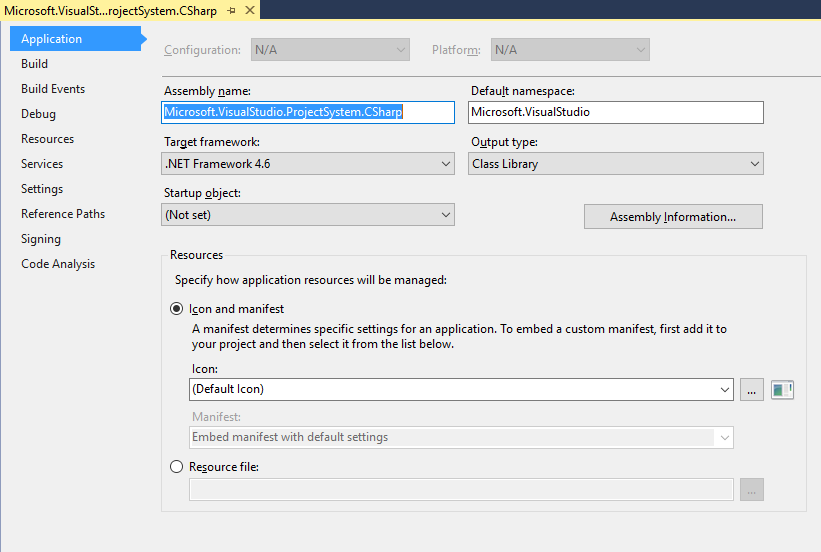 Microsoft.VisualSt...rojectSystem.CSharp
Application
Build
Build Events
Debug
Resources
Services
Settings
Reference Paths
Signing
Code Analysis
Configuration: N/A Platform: N/A
Assembly name: Default namespace:
Microsoft.VisualStudio.ProjectSystem.CSharp Microsoft.VisualStudio
Target framework: Output type:
.NET Framework 4.6 Class Library
Startup object:
(Not set) Assembly Information...
Resources
Specify how application resources will be managed:
Icon and manifest
A manifest determines specific settings for an application. To embed a custom manifest, first add it to
your project and then select it from the list below.
Icon:
(Default Icon) ...
Manifest:
Embed manifest with default settings
Resource file:
...